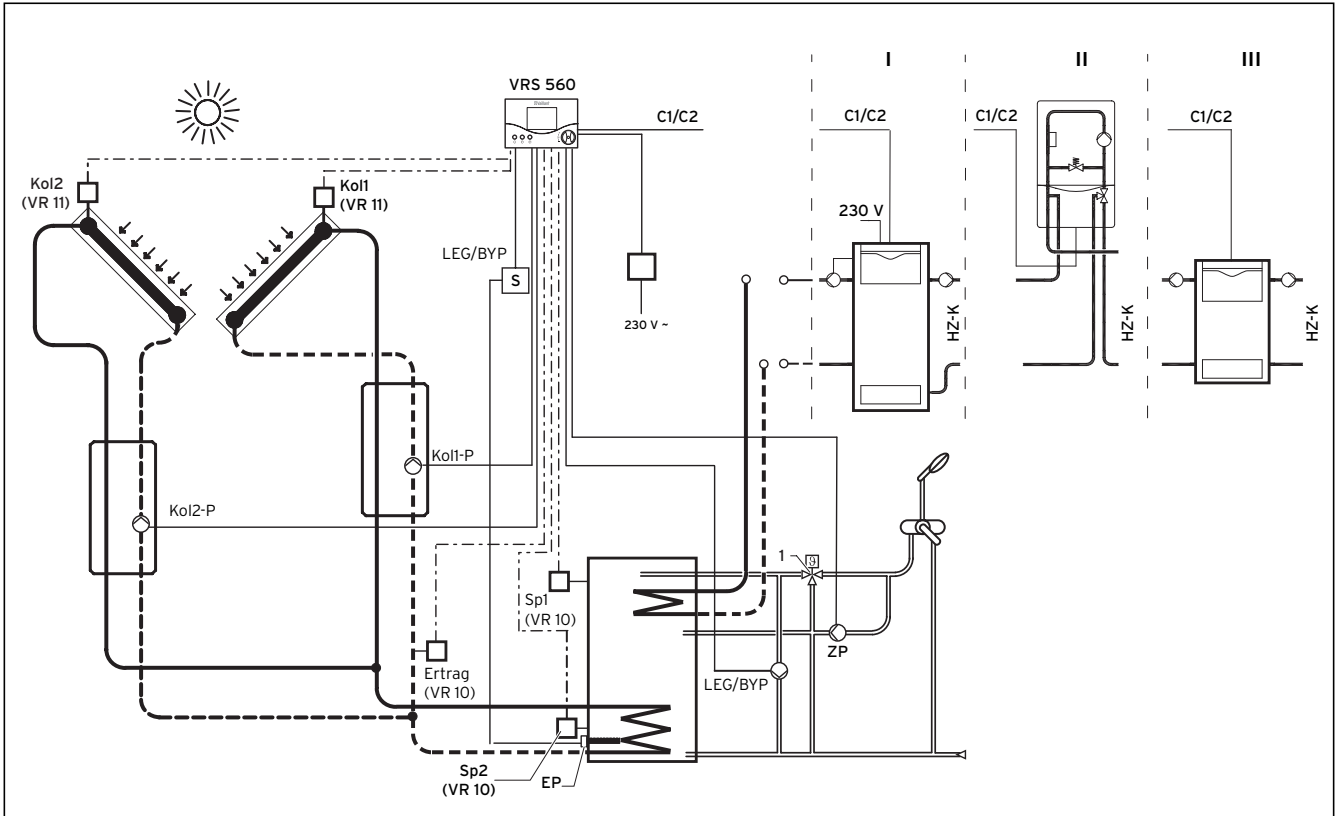 I
II
III
VRS 560
C1/C2
C1/C2
C1/C2
C1/C2
Kol2
(VR 11)
Kol1
(VR 11)
230 V
LEG/BYP
S
230 V ~
HZ-K
HZ-K
HZ-K
Kol1-P
Kol2-P
1
Sp1
(VR 10)
Ertrag
(VR 10)
ZP
LEG/BYP
Sp2
(VR 10)
EP